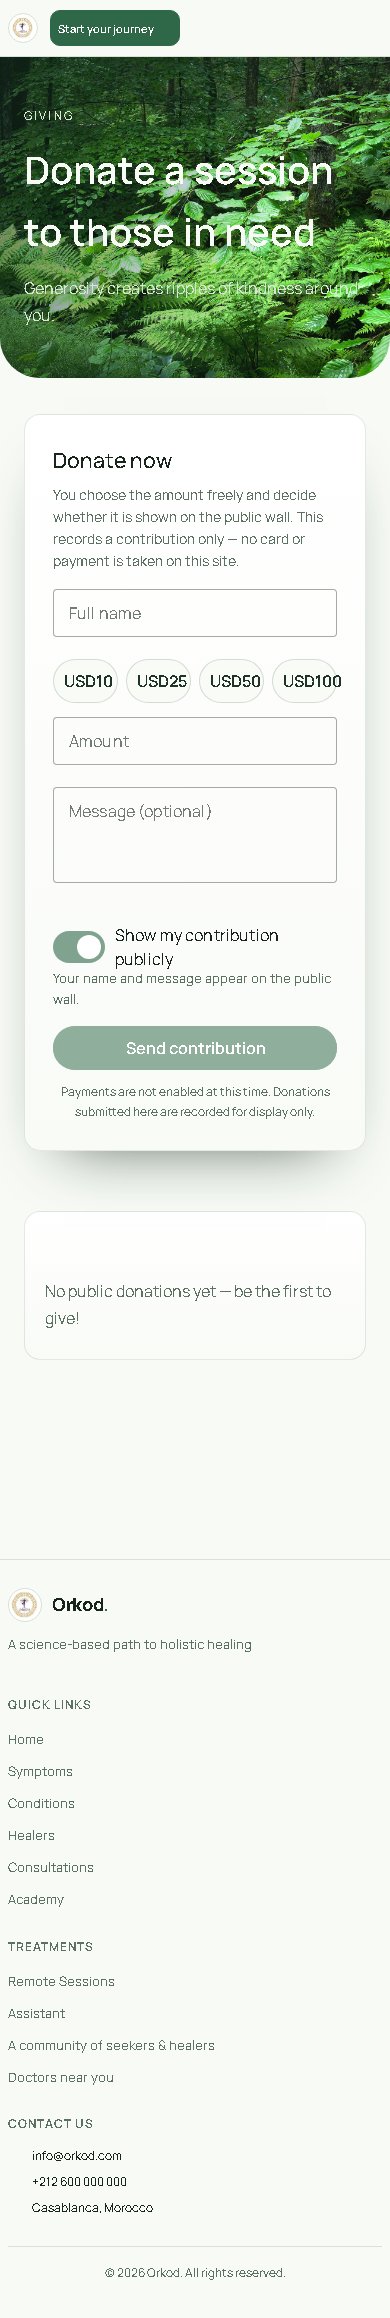 Start your journey
GIVING
Donate a session
to those in need
Generosity creates ripples of kindness around
you.
Donate now
You choose the amount freely and decide
whether it is shown on the public wall. This
records a contribution only — no card or
payment is taken on this site.
Full name
USD10 USD25 USD50 USD100
Amount
Message (optional)
Show my contribution
publicly
Your name and message appear on the public
wall.
Send contribution
Payments are not enabled at this time. Donations
submitted here are recorded for display only.
No public donations yet — be the first to
give!
Orkod.
A science-based path to holistic healing
QUICK LINKS
Home
Symptoms
Conditions
Healers
Consultations
Academy
TREATMENTS
Remote Sessions
Assistant
A community of seekers & healers
Doctors near you
CONTACT US
info@orkod.com
+212 600 000 000
Casablanca, Morocco
© 2026 Orkod. All rights reserved.